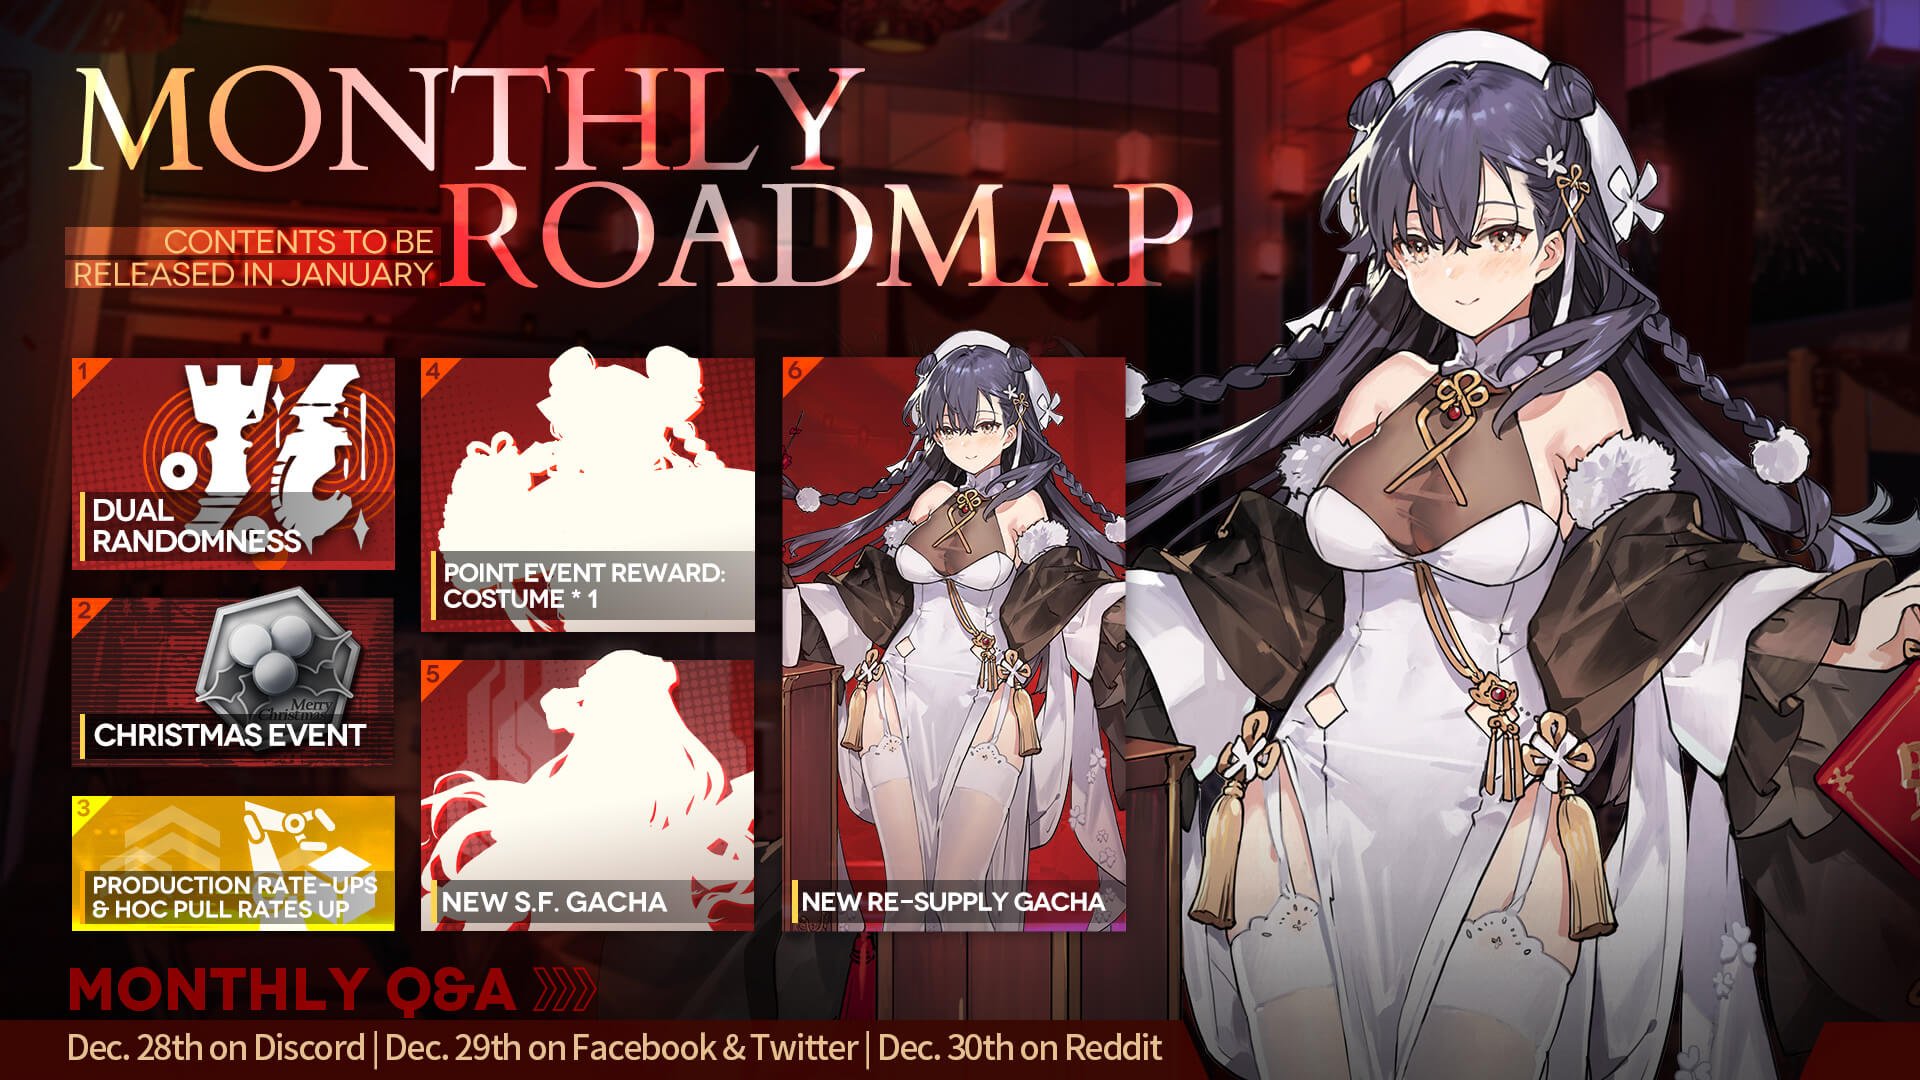 MONTHLY
ROADMAP
CONTENTS TO BE
RELEASED IN JANUARY
1
DUAL
RANDOMNESS
2
Merry
Christmas
CHRISTMAS EVENT
3
PRODUCTION RATE-UPS
& HOC PULL RATES UP
4
POINT EVENT REWARD:
COSTUME * 1
5
NEW S.F. GACHA
6
NEW RE-SUPPLY GACHA
MONTHLY Q&A
Dec. 28th on Discord | Dec. 29th on Facebook & Twitter | Dec. 30th on Reddit